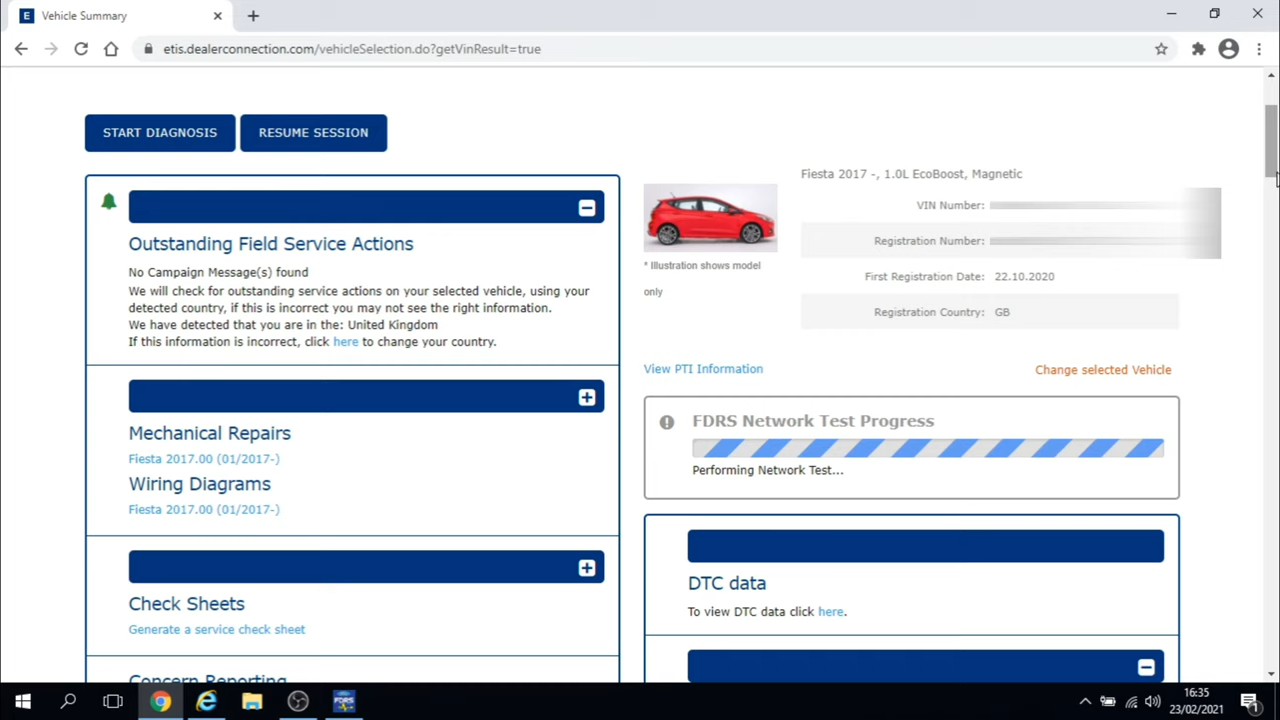 E Vehicle Summary
etis.dealerconnection.com/vehicleSelection.do?getVinResult=true
START DIAGNOSIS
RESUME SESSION
Outstanding Field Service Actions
No Campaign Message(s) found
We will check for outstanding service actions on your selected vehicle, using your
detected country, if this is incorrect you may not see the right information.
We have detected that you are in the: United Kingdom
If this information is incorrect, click here to change your country.
Mechanical Repairs
Fiesta 2017.00 (01/2017-)
Wiring Diagrams
Fiesta 2017.00 (01/2017-)
Check Sheets
Generate a service check sheet
Concern Reporting
* Illustration shows model
only
Fiesta 2017 -, 1.0L EcoBoost, Magnetic
VIN Number:
Registration Number:
First Registration Date: 22.10.2020
Registration Country: GB
View PTI Information
Change selected Vehicle
FDRS Network Test Progress
Performing Network Test...
DTC data
To view DTC data click here.
FDRS
16:35
23/02/2021
1